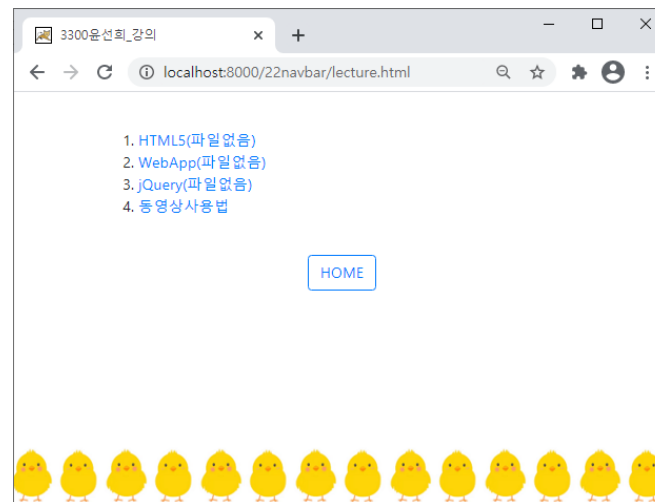 3300윤선희_강의
localhost:8000/22navbar/lecture.html
1. HTML5(파일없음)
2. WebApp(파일없음)
3. jQuery(파일없음)
4. 동영상사용법
HOME